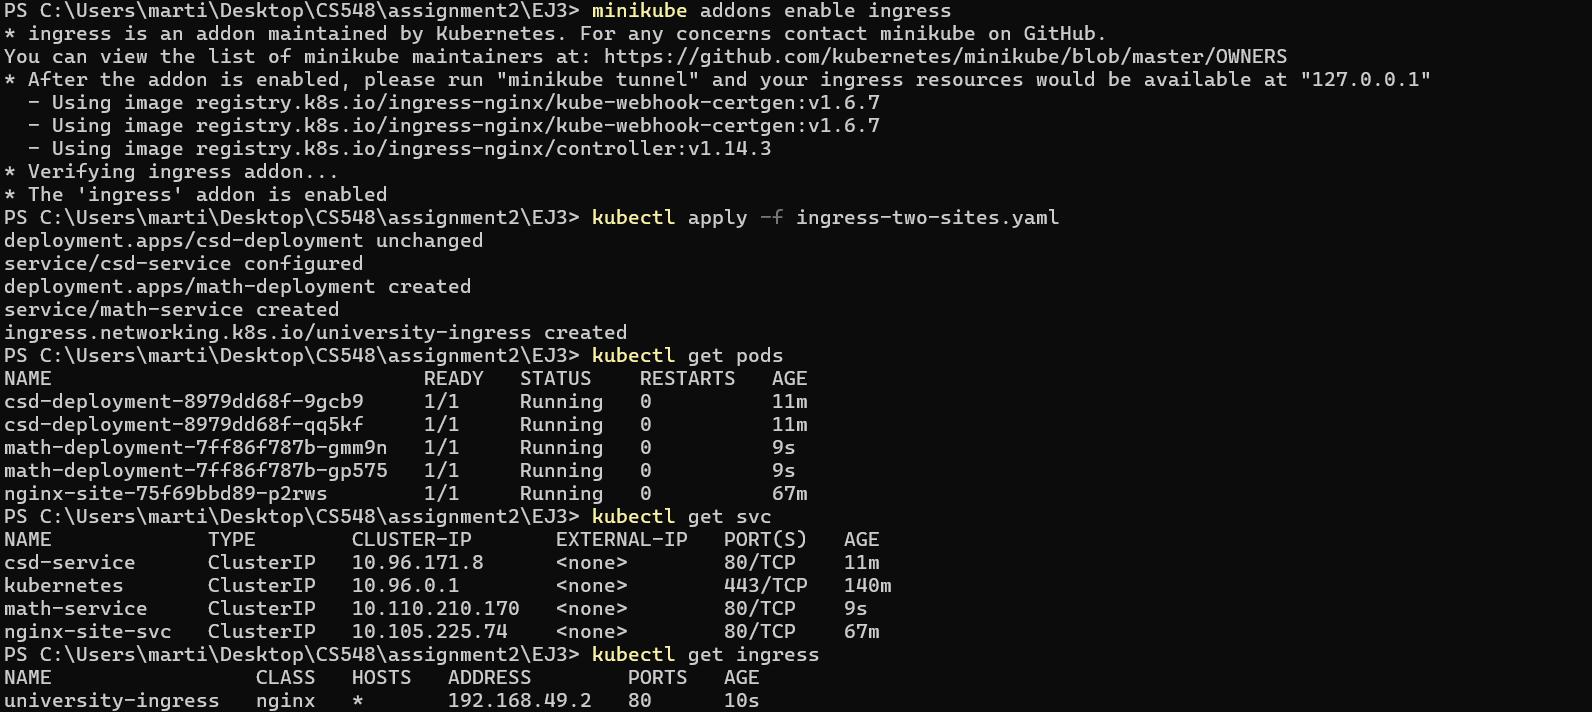 PS C:\Users\marti\Desktop\CS548\assignment2\EJ3> minikube addons enable ingress
* ingress is an addon maintained by Kubernetes. For any concerns contact minikube on GitHub.
You can view the list of minikube maintainers at: https://github.com/kubernetes/minikube/blob/master/OWNERS
* After the addon is enabled, please run "minikube tunnel" and your ingress resources would be available at "127.0.0.1"
  - Using image registry.k8s.io/ingress-nginx/kube-webhook-certgen:v1.6.7
  - Using image registry.k8s.io/ingress-nginx/kube-webhook-certgen:v1.6.7
  - Using image registry.k8s.io/ingress-nginx/controller:v1.14.3
* Verifying ingress addon...
* The 'ingress' addon is enabled
PS C:\Users\marti\Desktop\CS548\assignment2\EJ3> kubectl apply -f ingress-two-sites.yaml
deployment.apps/csd-deployment unchanged
service/csd-service configured
deployment.apps/math-deployment created
service/math-service created
ingress.networking.k8s.io/university-ingress created
PS C:\Users\marti\Desktop\CS548\assignment2\EJ3> kubectl get pods
NAME                               READY   STATUS    RESTARTS   AGE
csd-deployment-8979dd68f-9gcb9     1/1     Running   0          11m
csd-deployment-8979dd68f-qq5kf     1/1     Running   0          11m
math-deployment-7ff86f787b-gmm9n   1/1     Running   0          9s
math-deployment-7ff86f787b-gp575   1/1     Running   0          9s
nginx-site-75f69bbd89-p2rws        1/1     Running   0          67m
PS C:\Users\marti\Desktop\CS548\assignment2\EJ3> kubectl get svc
NAME             TYPE        CLUSTER-IP       EXTERNAL-IP   PORT(S)   AGE
csd-service      ClusterIP   10.96.171.8      <none>        80/TCP    11m
kubernetes       ClusterIP   10.96.0.1        <none>        443/TCP   140m
math-service     ClusterIP   10.110.210.170   <none>        80/TCP    9s
nginx-site-svc   ClusterIP   10.105.225.74    <none>        80/TCP    67m
PS C:\Users\marti\Desktop\CS548\assignment2\EJ3> kubectl get ingress
NAME                 CLASS   HOSTS   ADDRESS        PORTS   AGE
university-ingress   nginx   *       192.168.49.2   80      10s